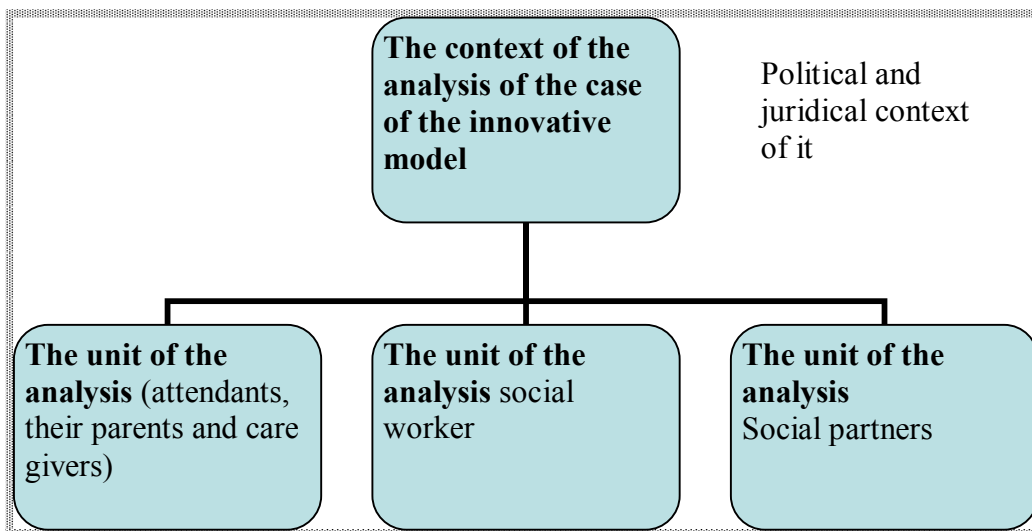 The context of the
analysis of the case
of the innovative
model
Political and
juridical context
of it
The unit of the
analysis (attendants,
their parents and care
givers)
The unit of the
analysis social
worker
The unit of the
analysis
Social partners